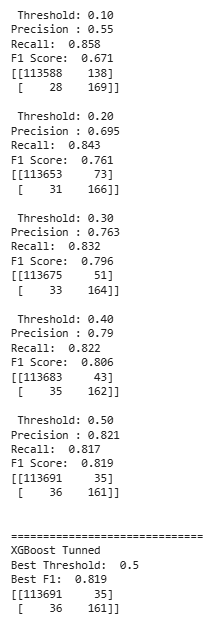 Threshold: 0.10
Precision : 0.55
Recall:  0.858
F1 Score:  0.671
[[113588    138]
 [    28    169]]
Threshold: 0.20
Precision : 0.695
Recall:  0.843
F1 Score:  0.761
[[113653     73]
 [    31    166]]
Threshold: 0.30
Precision : 0.763
Recall:  0.832
F1 Score:  0.796
[[113675     51]
 [    33    164]]
Threshold: 0.40
Precision : 0.79
Recall:  0.822
F1 Score:  0.806
[[113683     43]
 [    35    162]]
Threshold: 0.50
Precision : 0.821
Recall:  0.817
F1 Score:  0.819
[[113691     35]
 [    36    161]]
==============================
XGBoost Tunned
Best Threshold:  0.5
Best F1:  0.819
[[113691     35]
 [    36    161]]